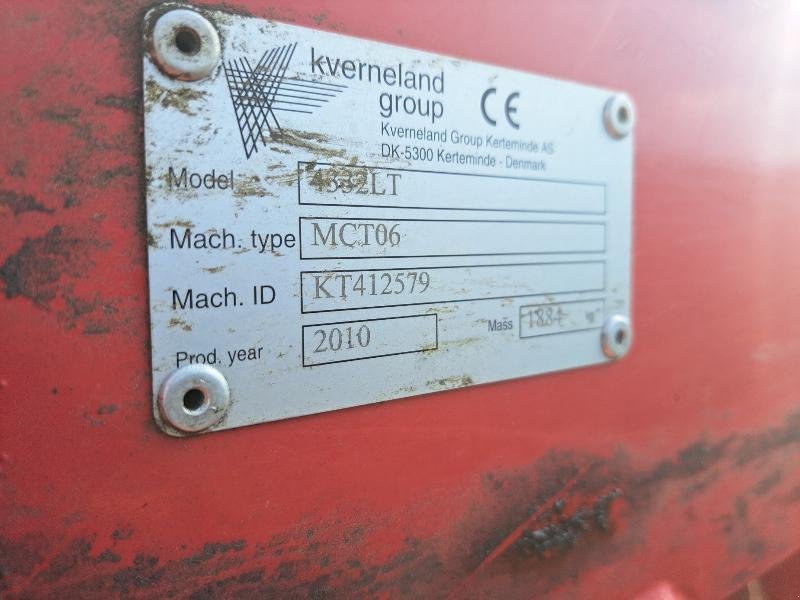 kverneland
group CE
Kverneland Group Kerteminde AS
DK-5300 Kerteminde - Denmark
Model 4332LT
Mach. type MCT06
Mach. ID KT412579
Prod. year 2010 Mass 1884 kg